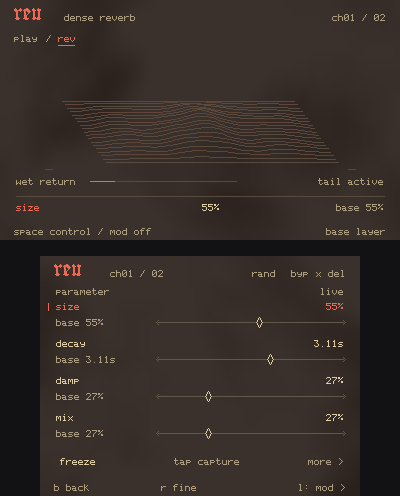 rev dense reverb ch01 / 02
play / rev
wet return tail active
size 55% base 55%
space control / mod off base layer
rev ch01 / 02 rand byp x del
parameter live
size 55%
base 55%
decay 3.11s
base 3.11s
damp 27%
base 27%
mix 27%
base 27%
freeze tap capture more >
b back r fine l: mod >